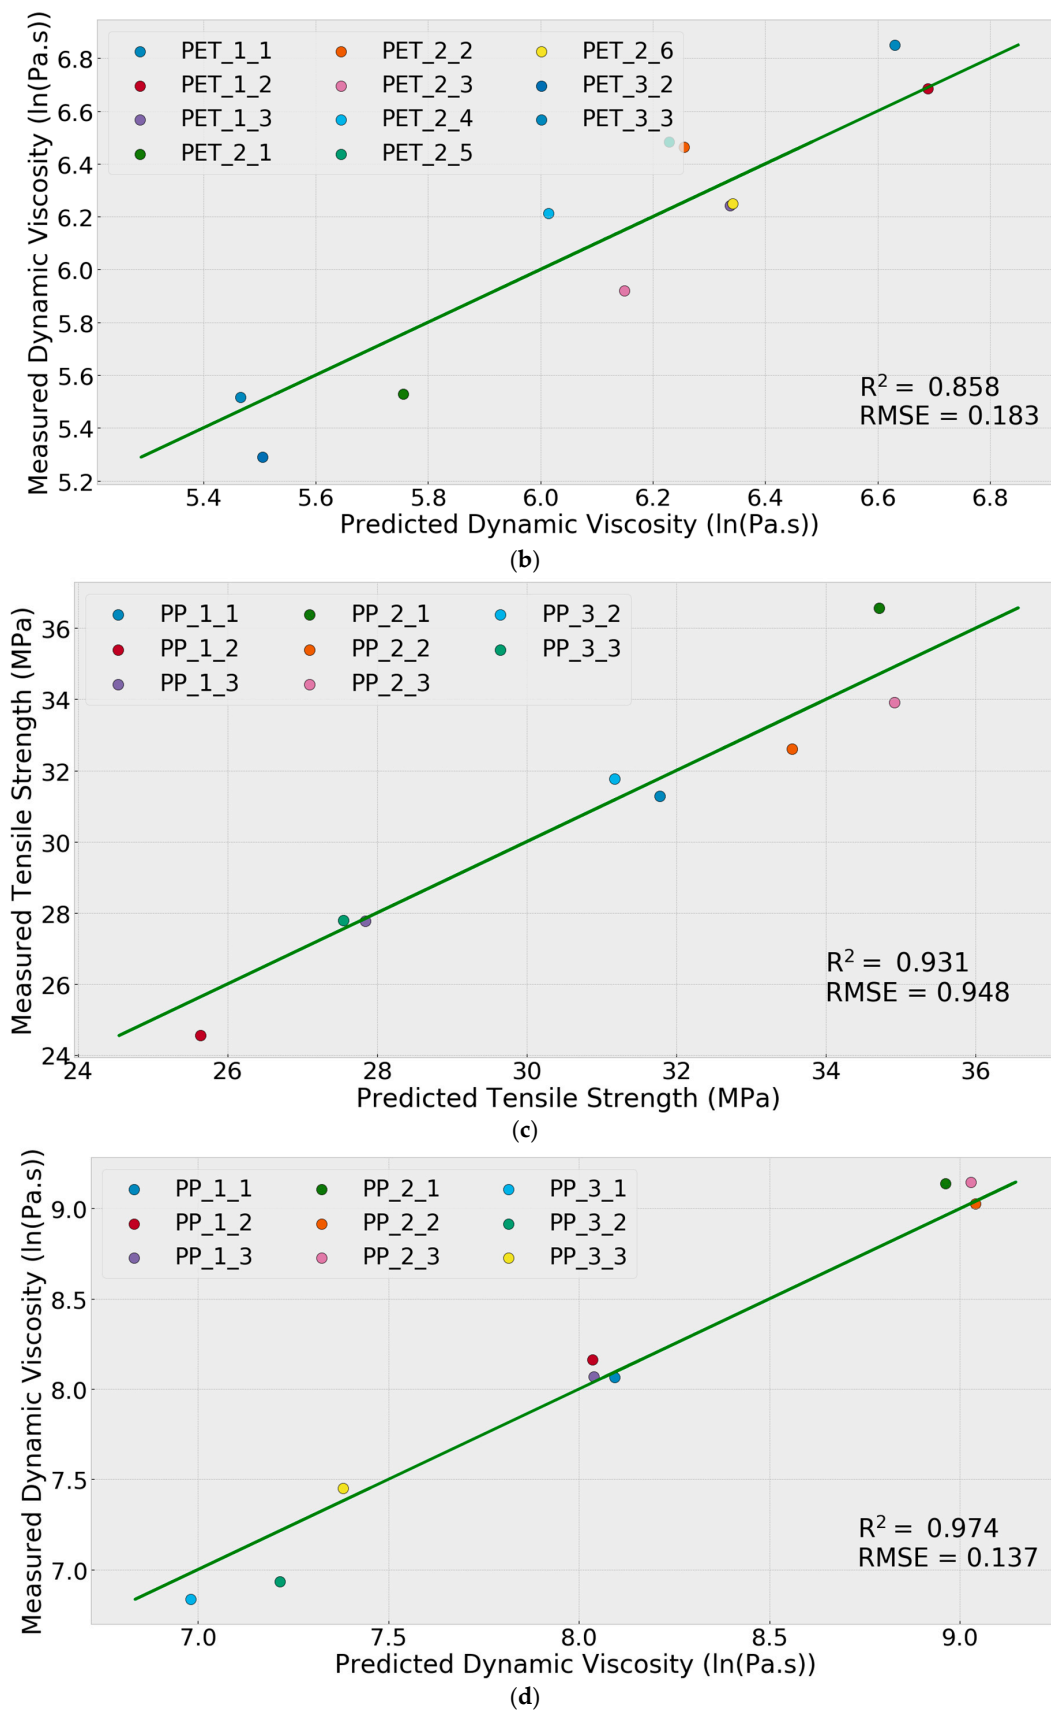 Measured Dynamic Viscosity (ln(Pa.s))
PET_1_1 PET_2_2 PET_2_6
PET_1_2 PET_2_3 PET_3_2
PET_1_3 PET_2_4 PET_3_3
PET_2_1 PET_2_5
6.8
6.6
6.4
6.2
6.0
5.8
5.6
5.4
5.2
R² = 0.858
RMSE = 0.183
5.4 5.6 5.8 6.0 6.2 6.4 6.6 6.8
Predicted Dynamic Viscosity (ln(Pa.s))
(b)
Measured Tensile Strength (MPa)
PP_1_1 PP_2_1 PP_3_2
PP_1_2 PP_2_2 PP_3_3
PP_1_3 PP_2_3
36
34
32
30
28
26
24
R² = 0.931
RMSE = 0.948
24 26 28 30 32 34 36
Predicted Tensile Strength (MPa)
(c)
Measured Dynamic Viscosity (ln(Pa.s))
PP_1_1 PP_2_1 PP_3_1
PP_1_2 PP_2_2 PP_3_2
PP_1_3 PP_2_3 PP_3_3
9.0
8.5
8.0
7.5
7.0
R² = 0.974
RMSE = 0.137
7.0 7.5 8.0 8.5 9.0
Predicted Dynamic Viscosity (ln(Pa.s))
(d)